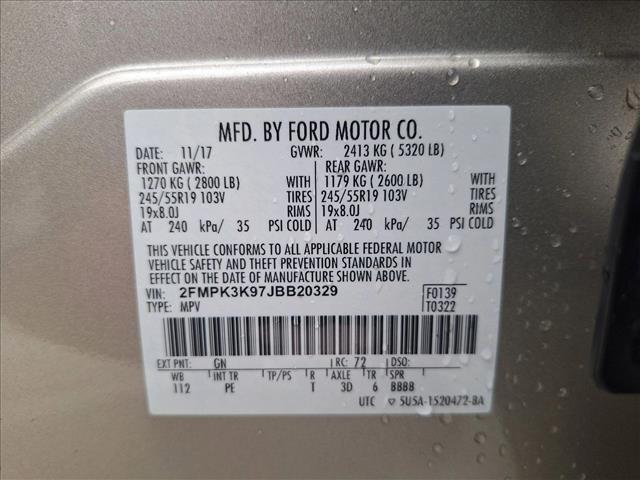 MFD. BY FORD MOTOR CO.
DATE: 11/17 GVWR: 2413 KG ( 5320 LB)
FRONT GAWR: REAR GAWR:
1270 KG ( 2800 LB) WITH 1179 KG ( 2600 LB) WITH
245/55R19 103V TIRES 245/55R19 103V TIRES
19x8.0J RIMS 19x8.0J RIMS
AT 240 kPa/ 35 PSI COLD AT 240 kPa/ 35 PSI COLD
THIS VEHICLE CONFORMS TO ALL APPLICABLE FEDERAL MOTOR
VEHICLE SAFETY AND THEFT PREVENTION STANDARDS IN
EFFECT ON THE DATE OF MANUFACTURE SHOWN ABOVE.
VIN: 2FMPK3K97JBB20329 F0139
TYPE: MPV T0322
EXT PNT: GN RC: 72 DSO:
WB INT TR TP/PS R AXLE TR SPR
112 PE T 3D 6 BBBB
UTC ▽ 5U5A-1520472-BA